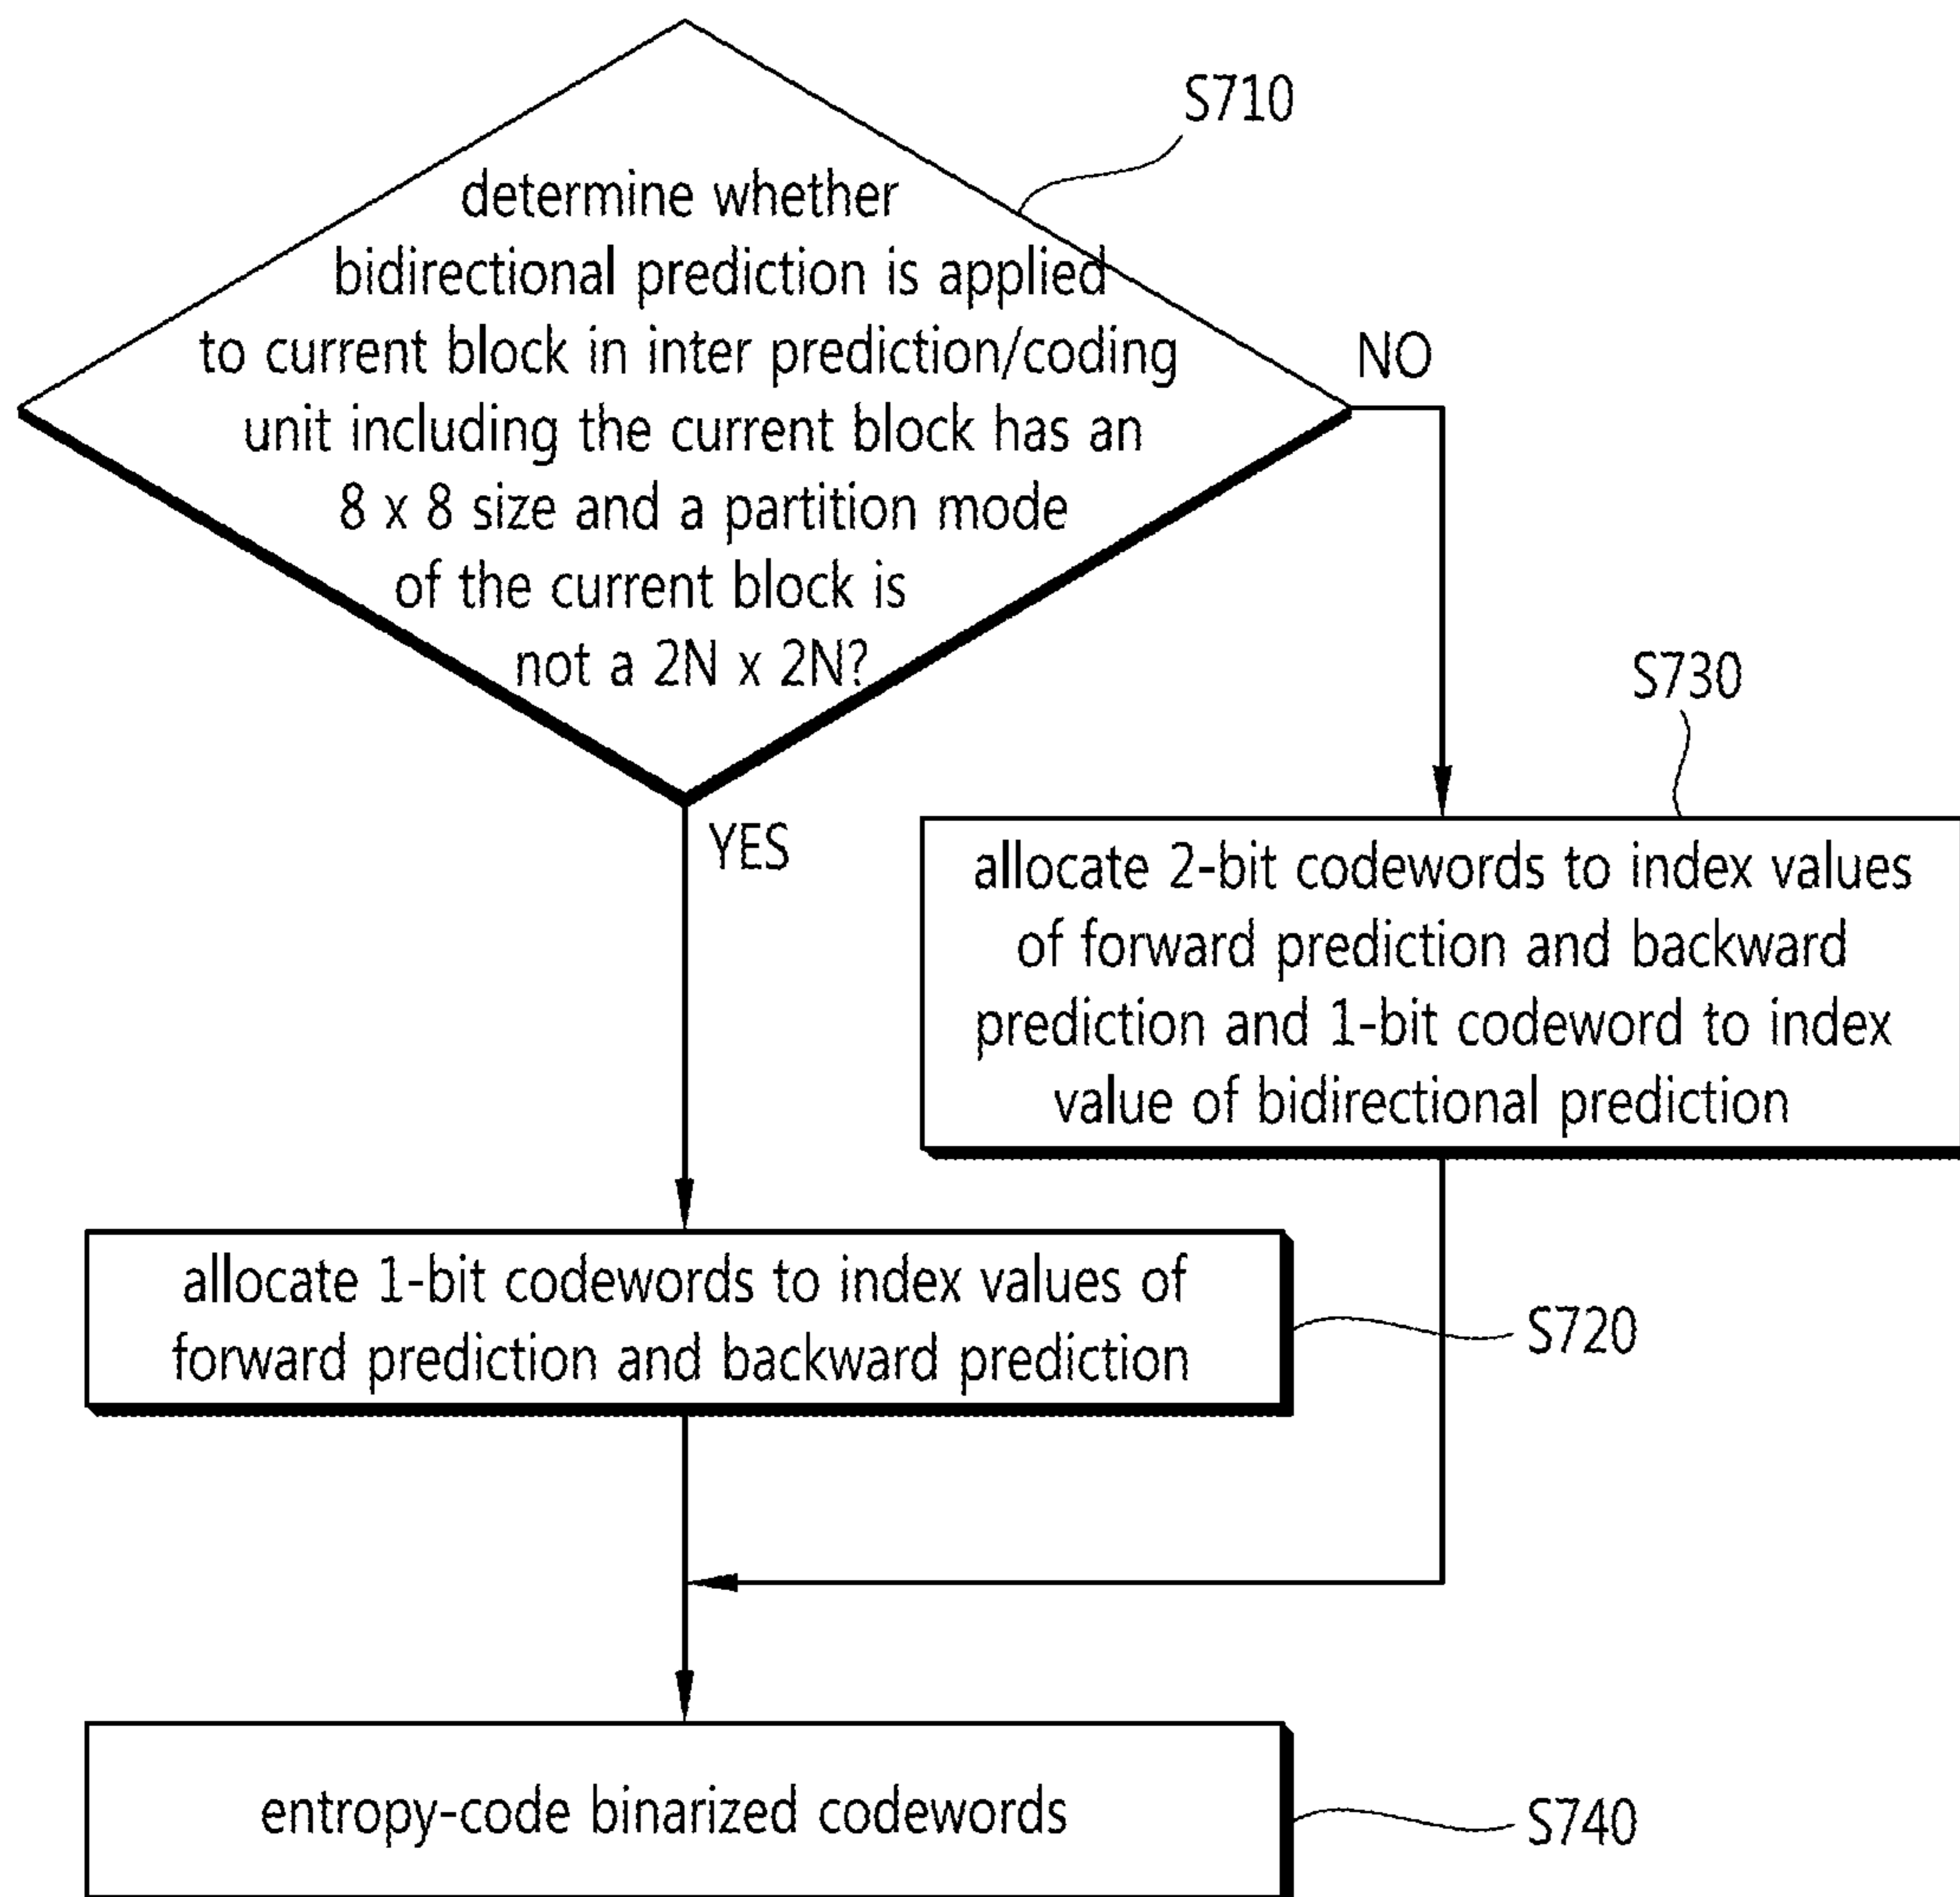 S710
determine whether
bidirectional prediction is applied
to current block in inter prediction/coding
unit including the current block has an
8 x 8 size and a partition mode
of the current block is
not a 2N x 2N?
NO
YES
S730
allocate 2-bit codewords to index values
of forward prediction and backward
prediction and 1-bit codeword to index
value of bidirectional prediction
allocate 1-bit codewords to index values of
forward prediction and backward prediction
S720
entropy-code binarized codewords
S740